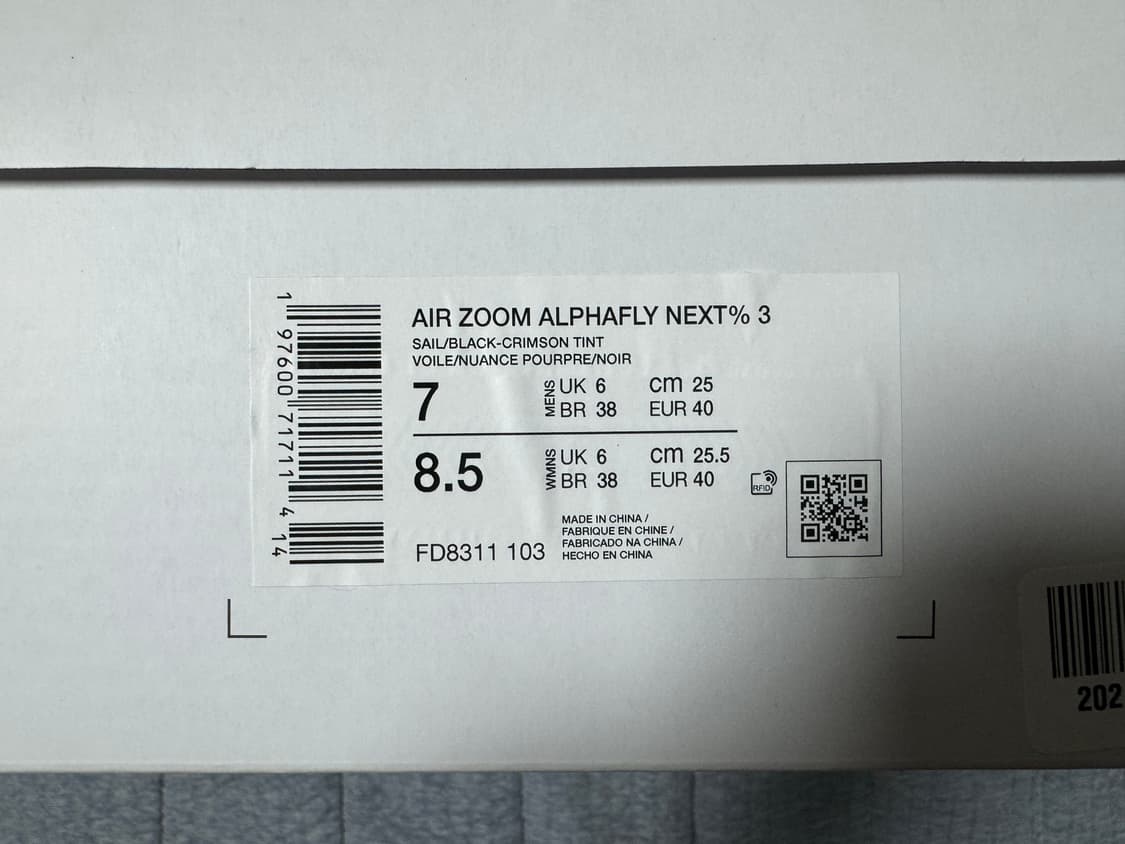 AIR ZOOM ALPHAFLY NEXT% 3
SAIL/BLACK-CRIMSON TINT
VOILE/NUANCE POURPRE/NOIR
7
MENS
UK 6 cm 25
BR 38 EUR 40
8.5
WMNS
UK 6 cm 25.5
BR 38 EUR 40
RFID
MADE IN CHINA /
FABRIQUE EN CHINE /
FABRICADO NA CHINA /
HECHO EN CHINA
FD8311 103
1 97600 71711 4 14
202